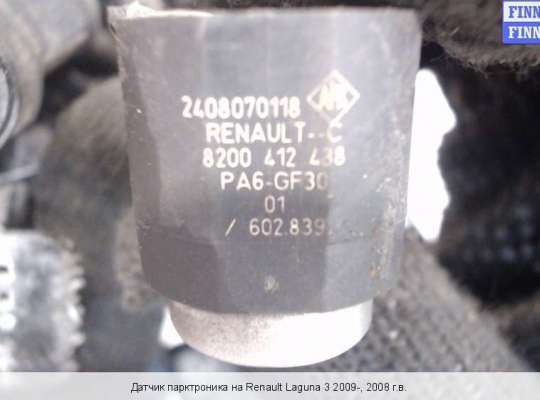 FINN
FINN
2408070118
RENAULT--C
8200 412 438
PA6-GF30
01
/ 602.839
Датчик парктроника на Renault Laguna 3 2009-, 2008 г.в.